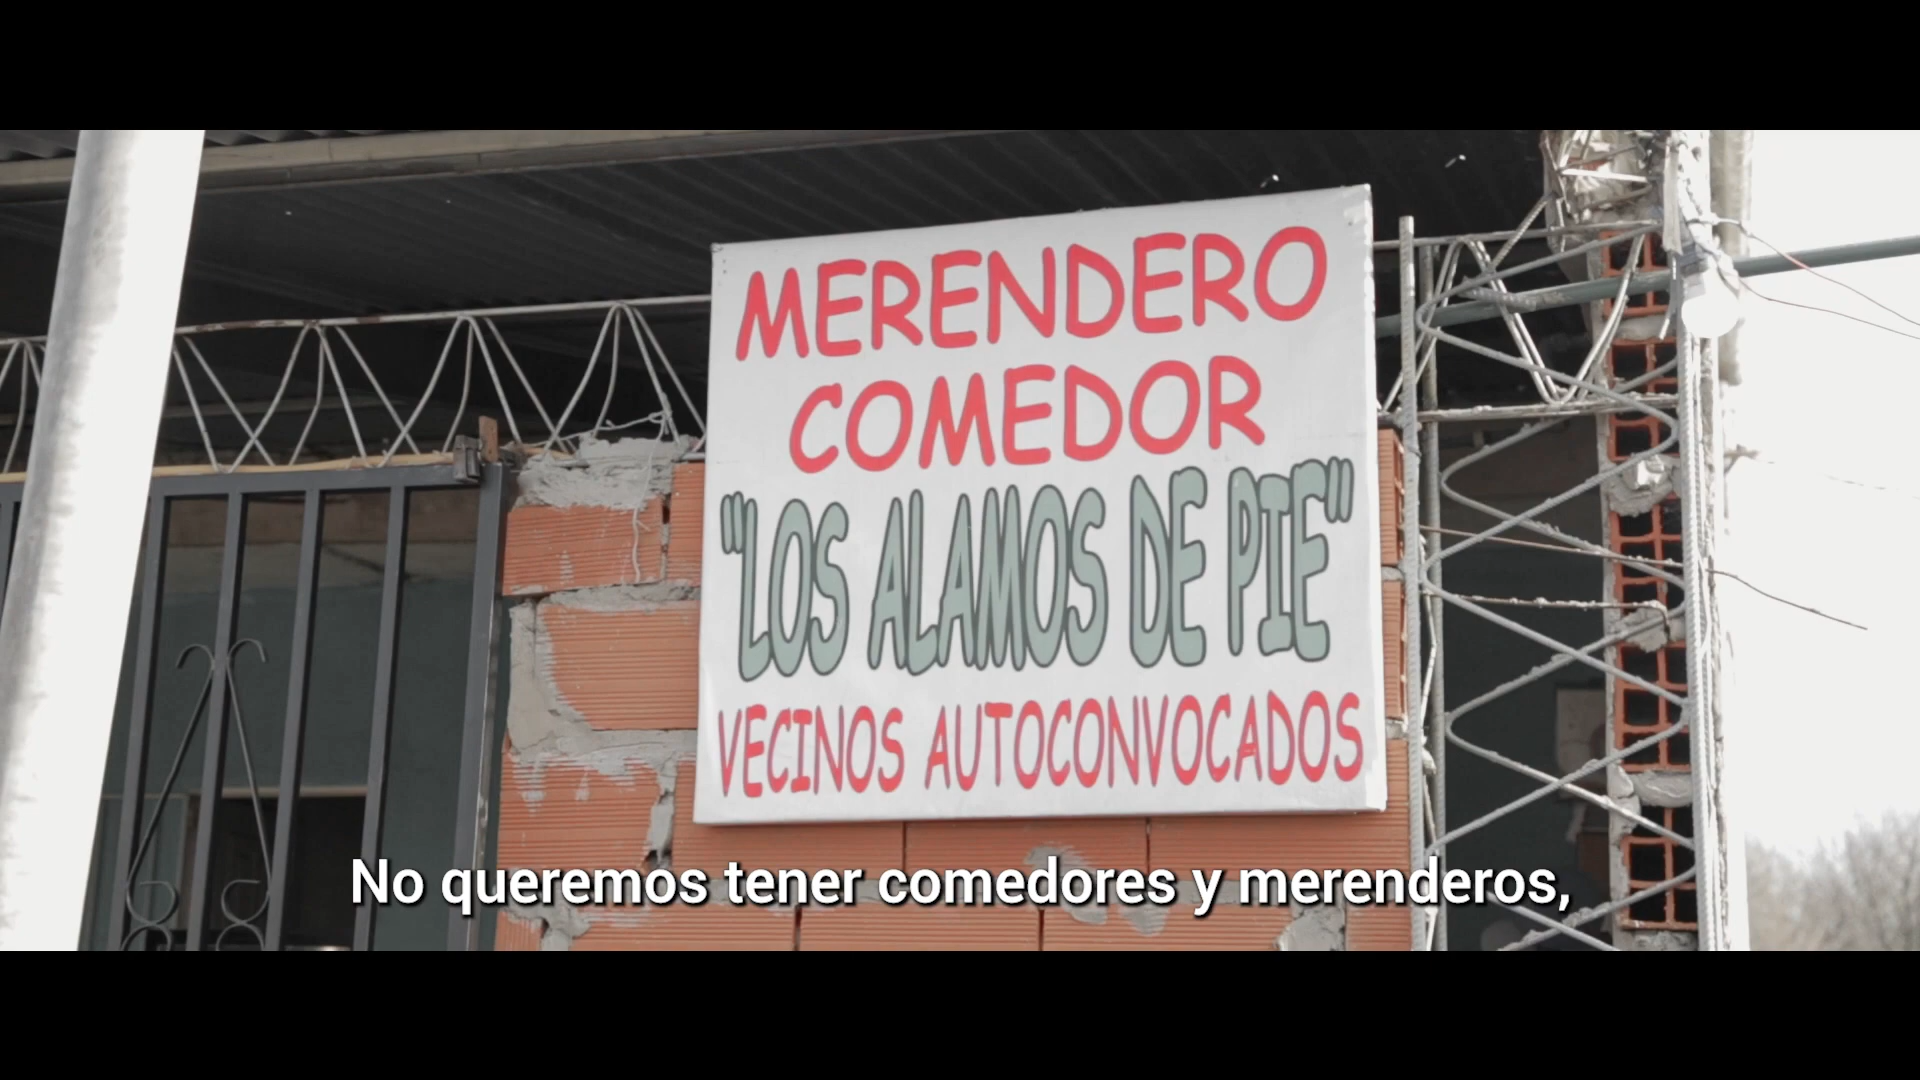 MERENDERO
COMEDOR
"LOS ALAMOS DE PIE"
VECINOS AUTOCONVOCADOS
No queremos tener comedores y merenderos,